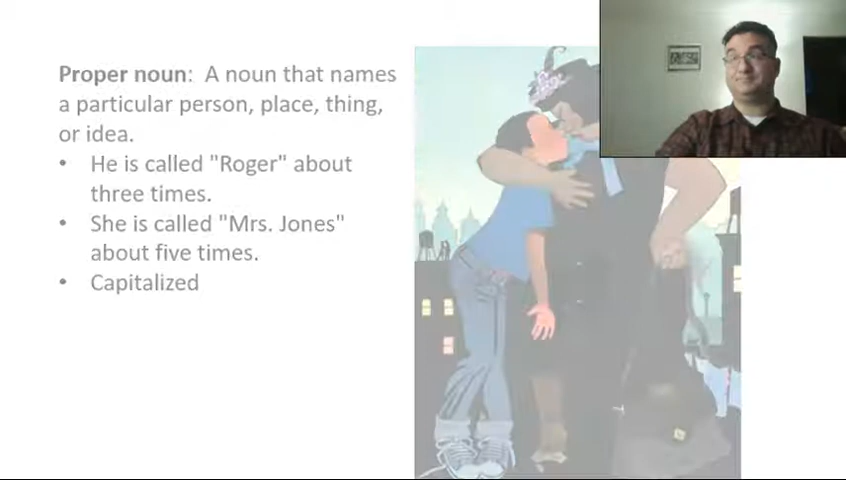 Proper noun:  A noun that names
a particular person, place, thing,
or idea.
• He is called "Roger" about
three times.
• She is called "Mrs. Jones"
about five times.
• Capitalized